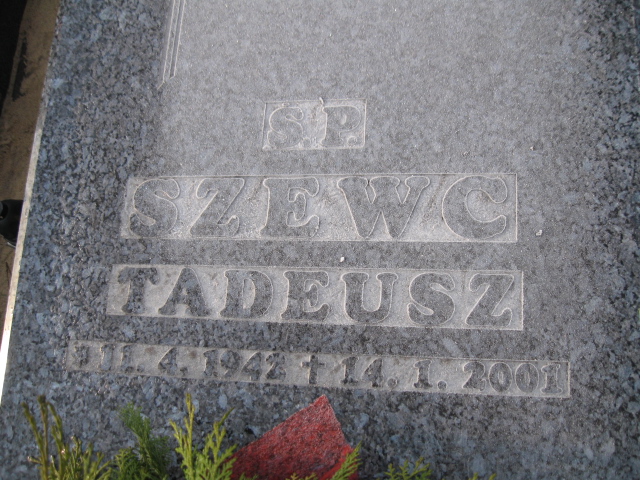 Ś.P.
SZEWC
TADEUSZ
* 11. 4. 1942 ✝ 14. 1. 2001